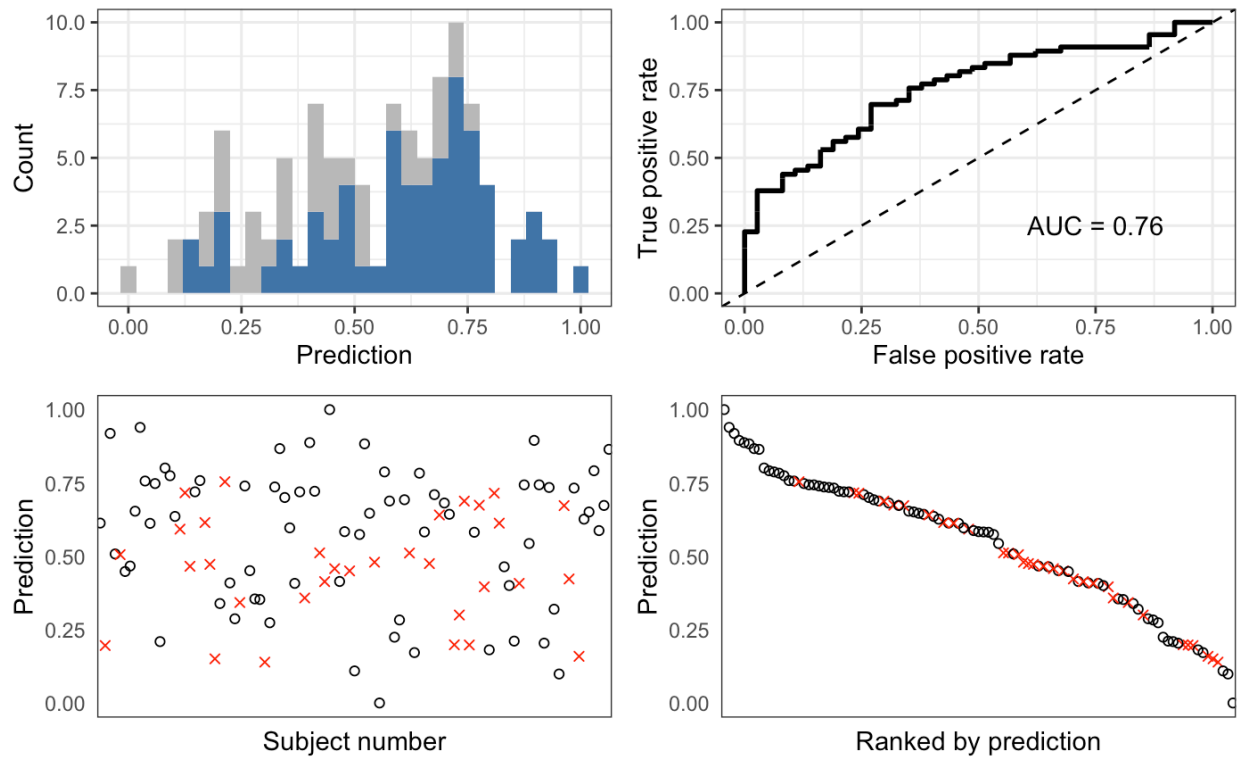 10.0
7.5
5.0
2.5
0.0
Count
0.00 0.25 0.50 0.75 1.00
Prediction
1.00
0.75
0.50
0.25
0.00
True positive rate
AUC = 0.76
0.00 0.25 0.50 0.75 1.00
False positive rate
1.00
0.75
0.50
0.25
0.00
Prediction
Subject number
1.00
0.75
0.50
0.25
0.00
Prediction
Ranked by prediction